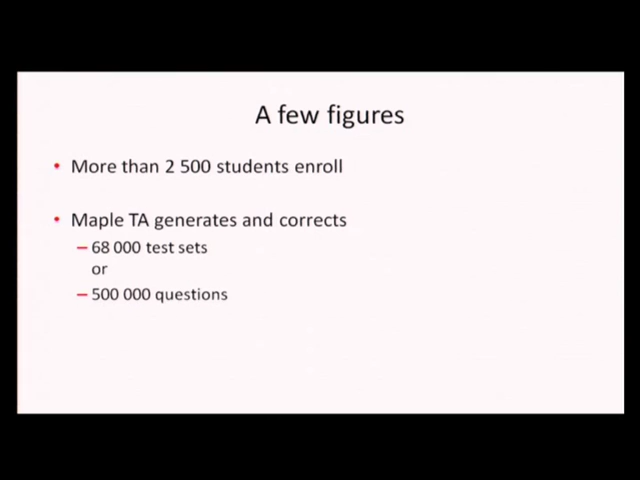 A few figures
• More than 2 500 students enroll
• Maple TA generates and corrects
– 68 000 test sets
or
– 500 000 questions